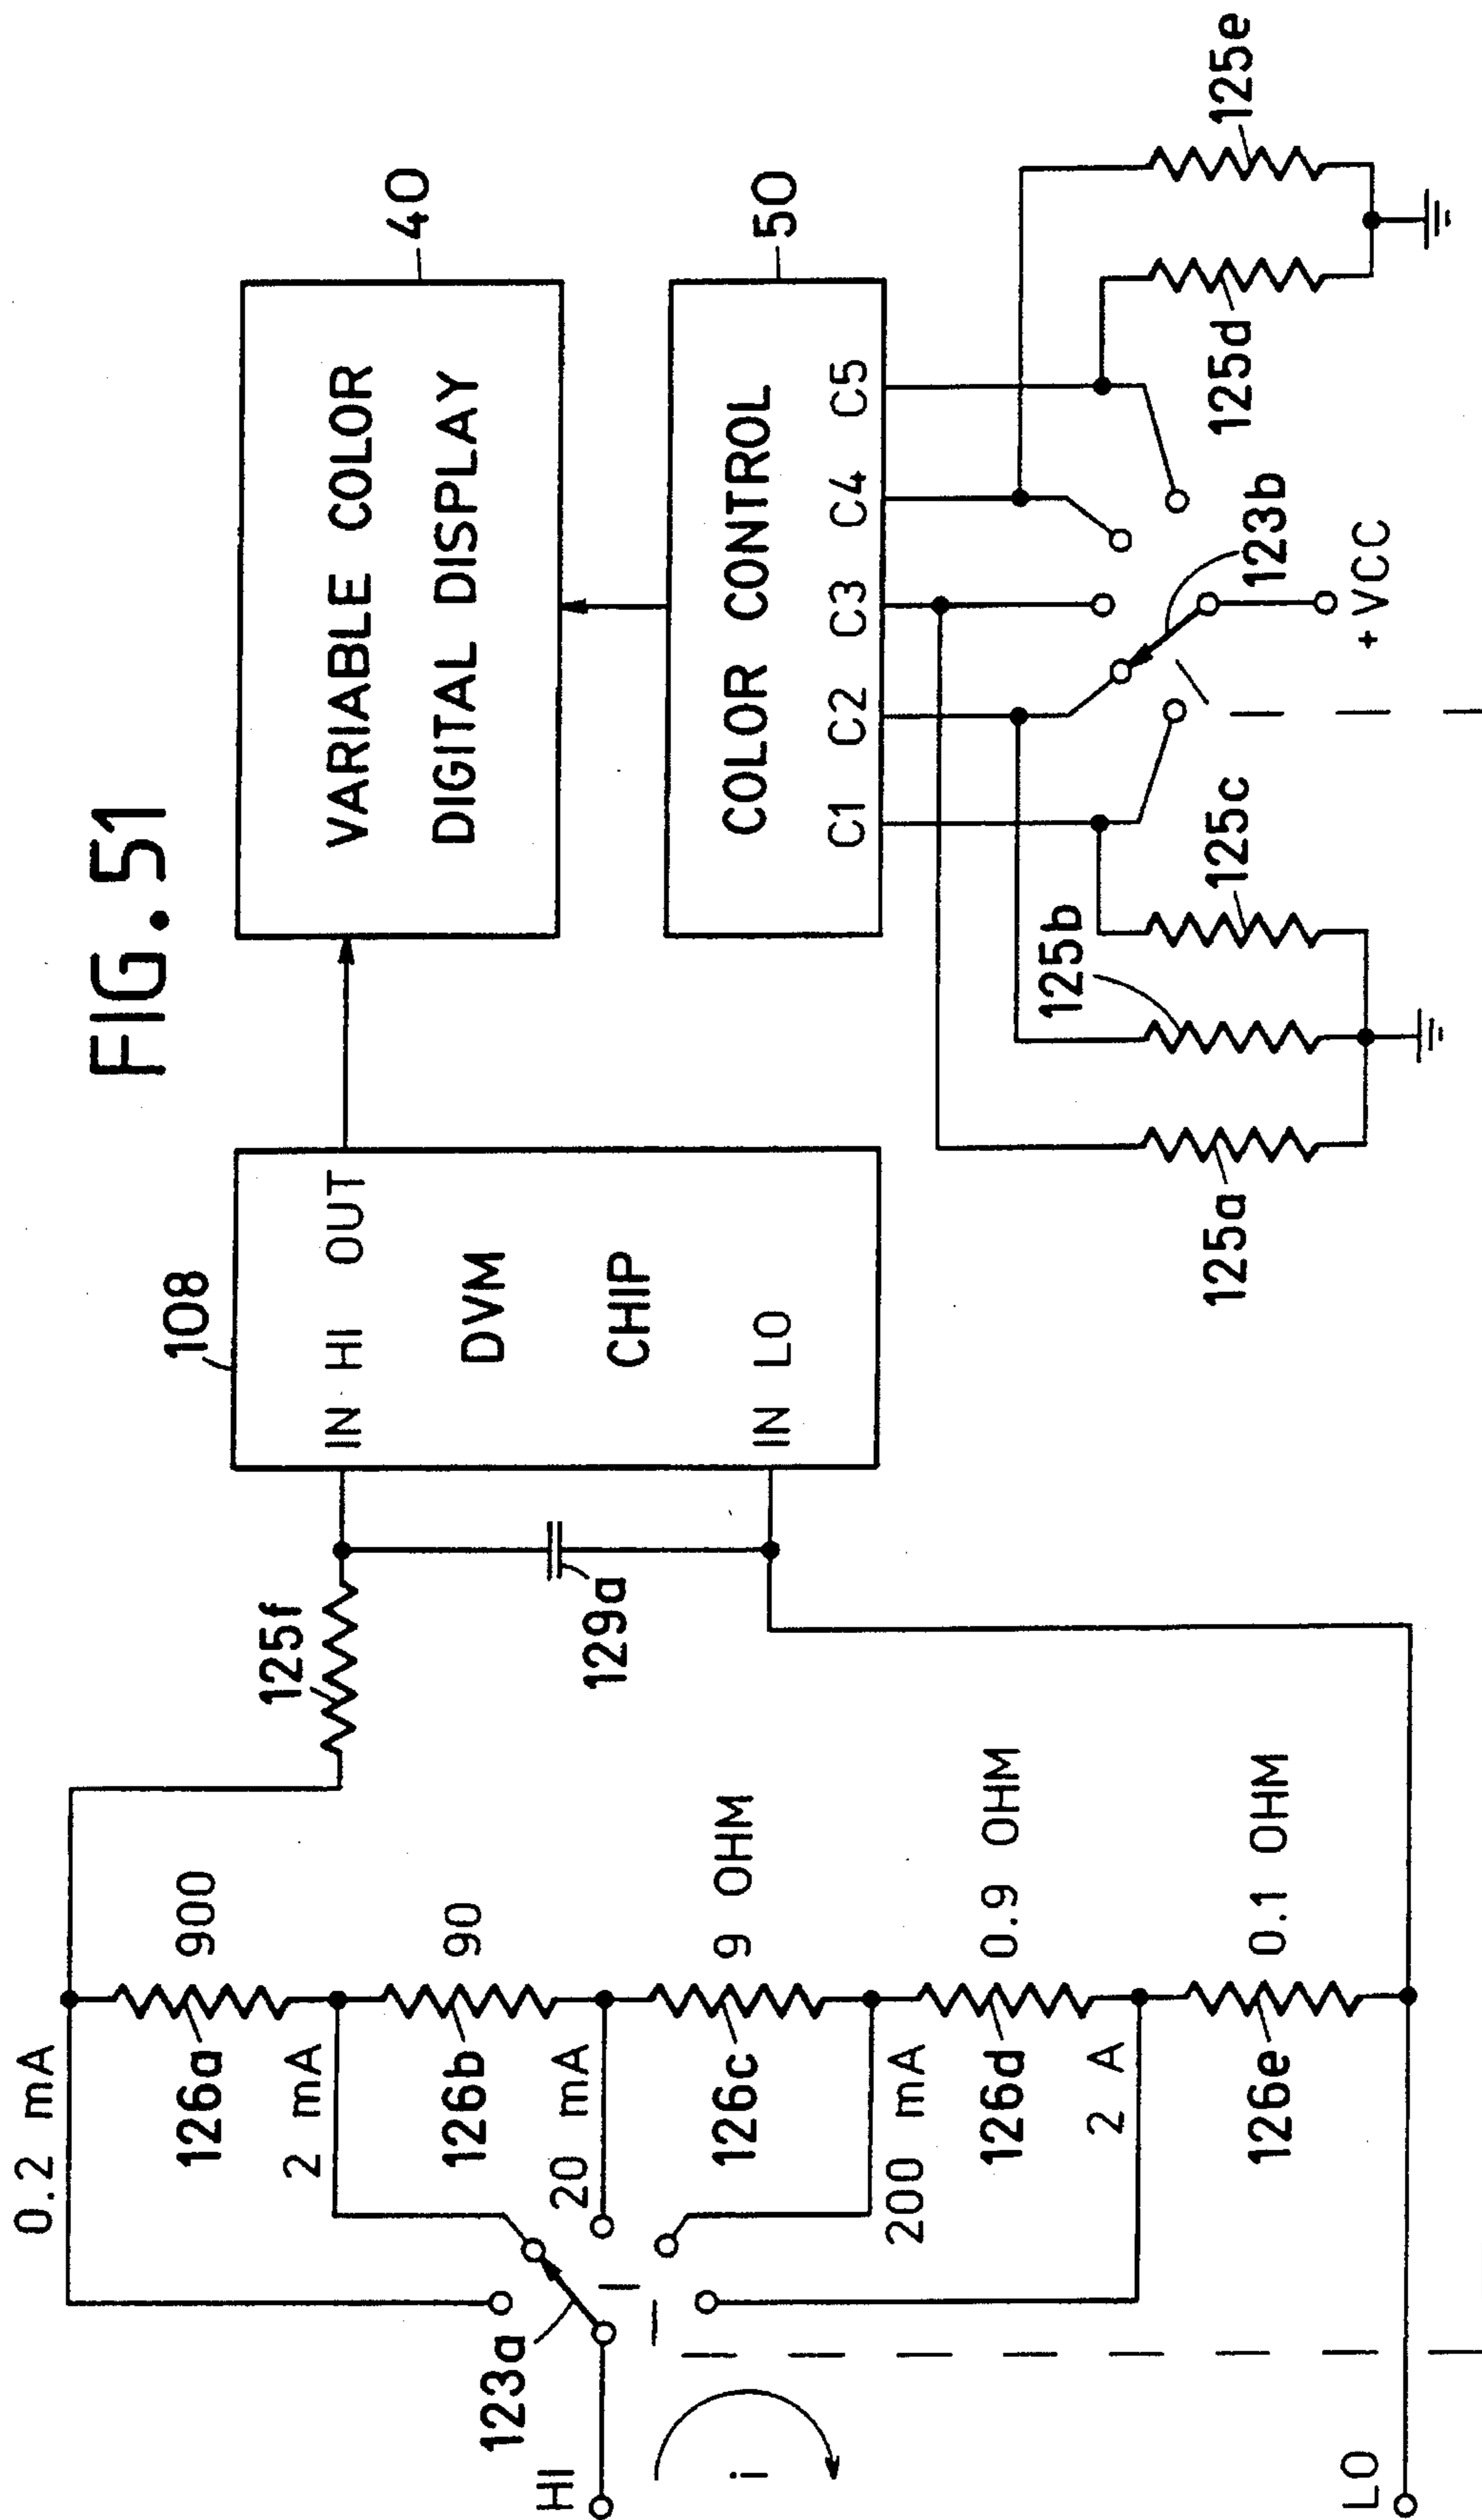 FIG. 51
0.2 mA
900
126a
2 mA
90
126b
20 mA
9 OHM
126c
200 mA
0.9 OHM
126d
2 A
0.1 OHM
126e
123a
HI
i
LO
125f
129a
108
IN HI OUT
DVM
CHIP
IN LO
VARIABLE COLOR
DIGITAL DISPLAY
40
COLOR CONTROL
50
C1 C2 C3 C4 C5
125a
125b
125c
123b
+VCC
125d
125e